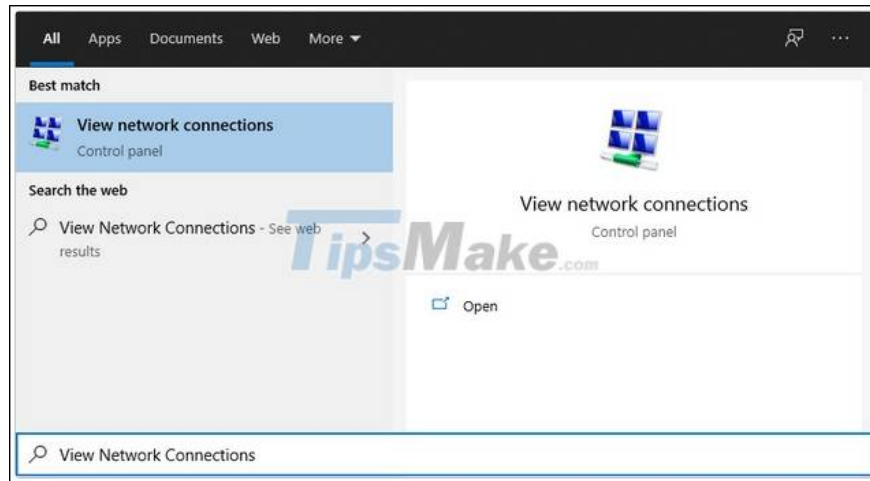 All Apps Documents Web More
Best match
View network connections
Control panel
Search the web
View Network Connections - See web
results
View network connections
Control panel
TipsMake.com
Open
View Network Connections